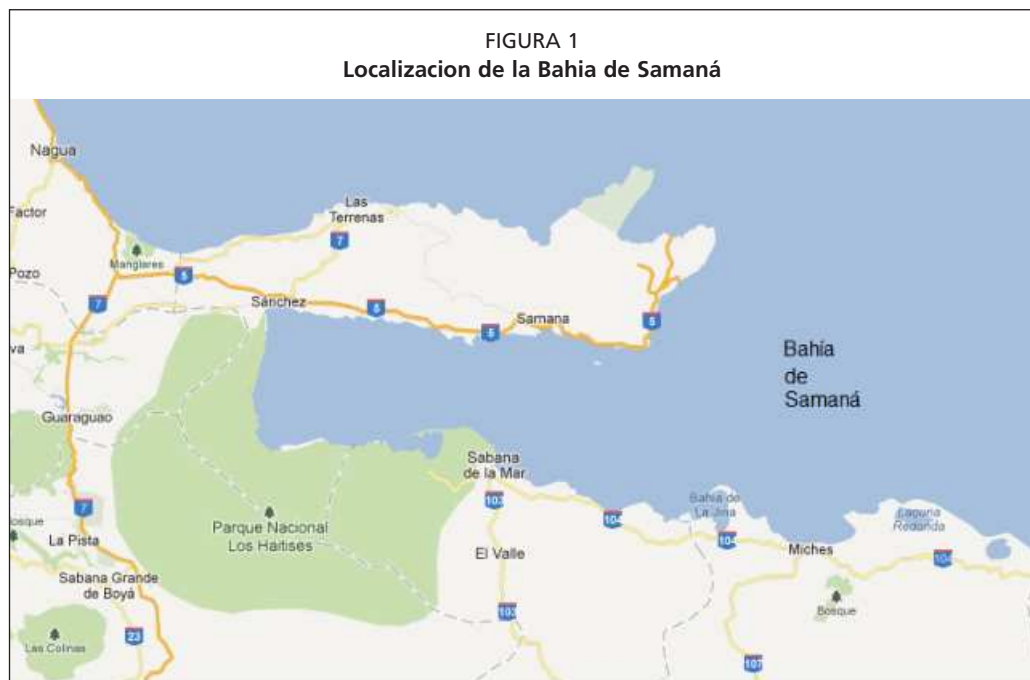 FIGURA 1
Localizacion de la Bahia de Samaná
Nagua
Factor
Las
Terrenas
7
Manglares
Pozo
5
Sánchez
7
5
Samana
5
5
va
Bahía
de
Samaná
Guaraguao
Sabana
de la Mar
103
7
Parque Nacional
Los Haitises
104
Bahia de
La Jina
104
Laguna
Redonda
osque
La Pista
El Valle
Miches
104
Sabana Grande
de Boyá
103
Bosque
23
Las Colinas
107